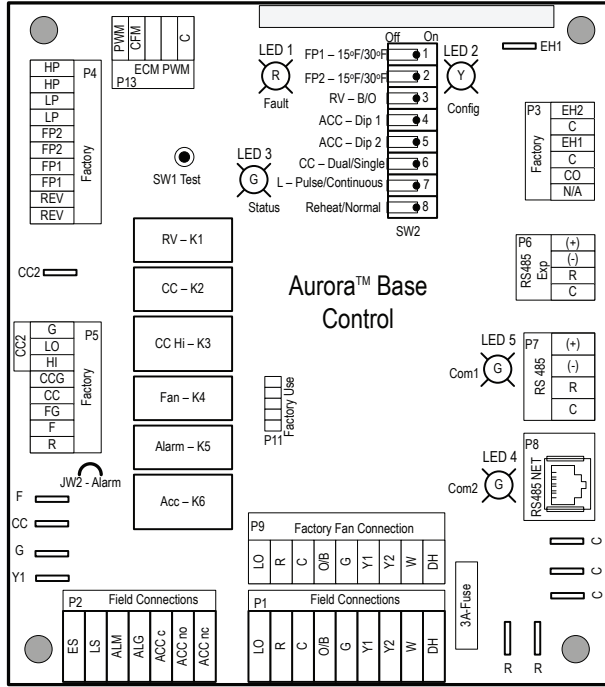 PWM
CFM
C
ECM PWM
P13
Off
On
LED 1
R
Fault
FP1 – 15ºF/30ºF
1
FP2 – 15ºF/30ºF
2
RV – B/O
3
ACC – Dip 1
4
ACC – Dip 2
5
CC – Dual/Single
6
L – Pulse/Continuous
7
Reheat/Normal
8
SW2
LED 2
Y
Config
EH1
P4
HP
HP
LP
LP
FP2
FP2
FP1
FP1
REV
REV
Factory
SW1 Test
LED 3
G
Status
P3
EH2
C
EH1
C
CO
N/A
Factory
CC2
RV – K1
CC – K2
CC Hi – K3
Fan – K4
Alarm – K5
Acc – K6
Aurora™ Base
Control
P6
(+)
(-)
R
C
RS485
Exp
CC2
P5
G
LO
HI
CCG
CC
FG
F
R
Factory
JW2 - Alarm
Factory Use
P11
LED 5
Com1
G
P7
(+)
(-)
R
C
RS 485
LED 4
Com2
G
P8
RS485 NET
F
CC
G
Y1
P9
Factory Fan Connection
LO
R
C
O/B
G
Y1
Y2
W
DH
P2
Field Connections
ES
LS
ALM
ALG
ACC c
ACC no
ACC nc
P1
Field Connections
LO
R
C
O/B
G
Y1
Y2
W
DH
3A-Fuse
C
C
C
R
R